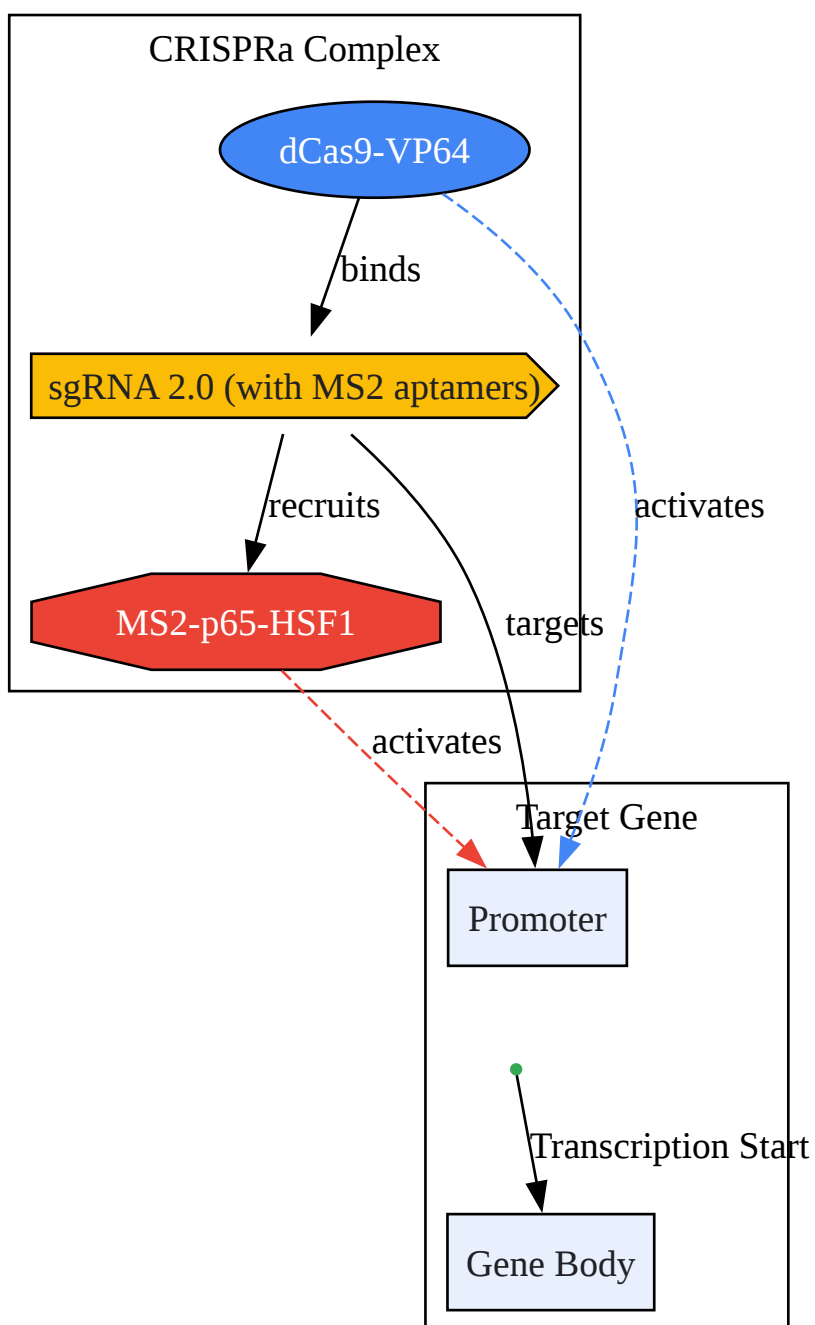 CRISPRa Complex
dCas9-VP64
binds
sgRNA 2.0 (with MS2 aptamers)
recruits
activates
MS2-p65-HSF1
targets
activates
Target Gene
Promoter
Transcription Start
Gene Body